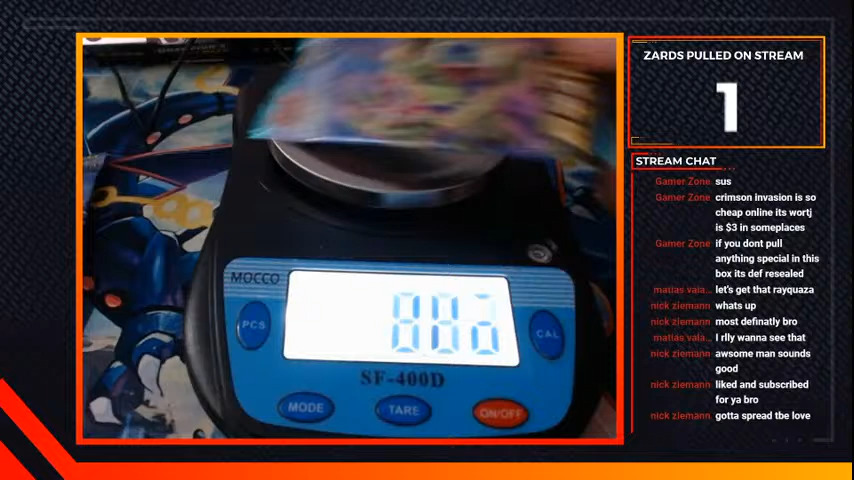 ZARDS PULLED ON STREAM
1
STREAM CHAT
Gamer Zone sus
Gamer Zone crimson invasion is so
cheap online its wortj
is $3 in someplaces
Gamer Zone if you dont pull
anything special in this
box its def resealed
matias vala... let's get that rayquaza
nick ziemann whats up
nick ziemann most definatly bro
matias vala... I rlly wanna see that
nick ziemann awsome man sounds
good
nick ziemann liked and subscribed
for ya bro
nick ziemann gotta spread tbe love
MOCCO
PCS
CAL
SF-400D
MODE
TARE
ON/OFF